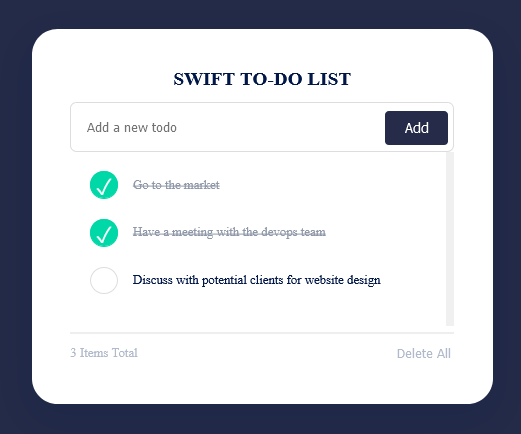 SWIFT TO-DO LIST
Add a new todo
Add
Go to the market
Have a meeting with the devops team
Discuss with potential clients for website design
3 Items Total
Delete All